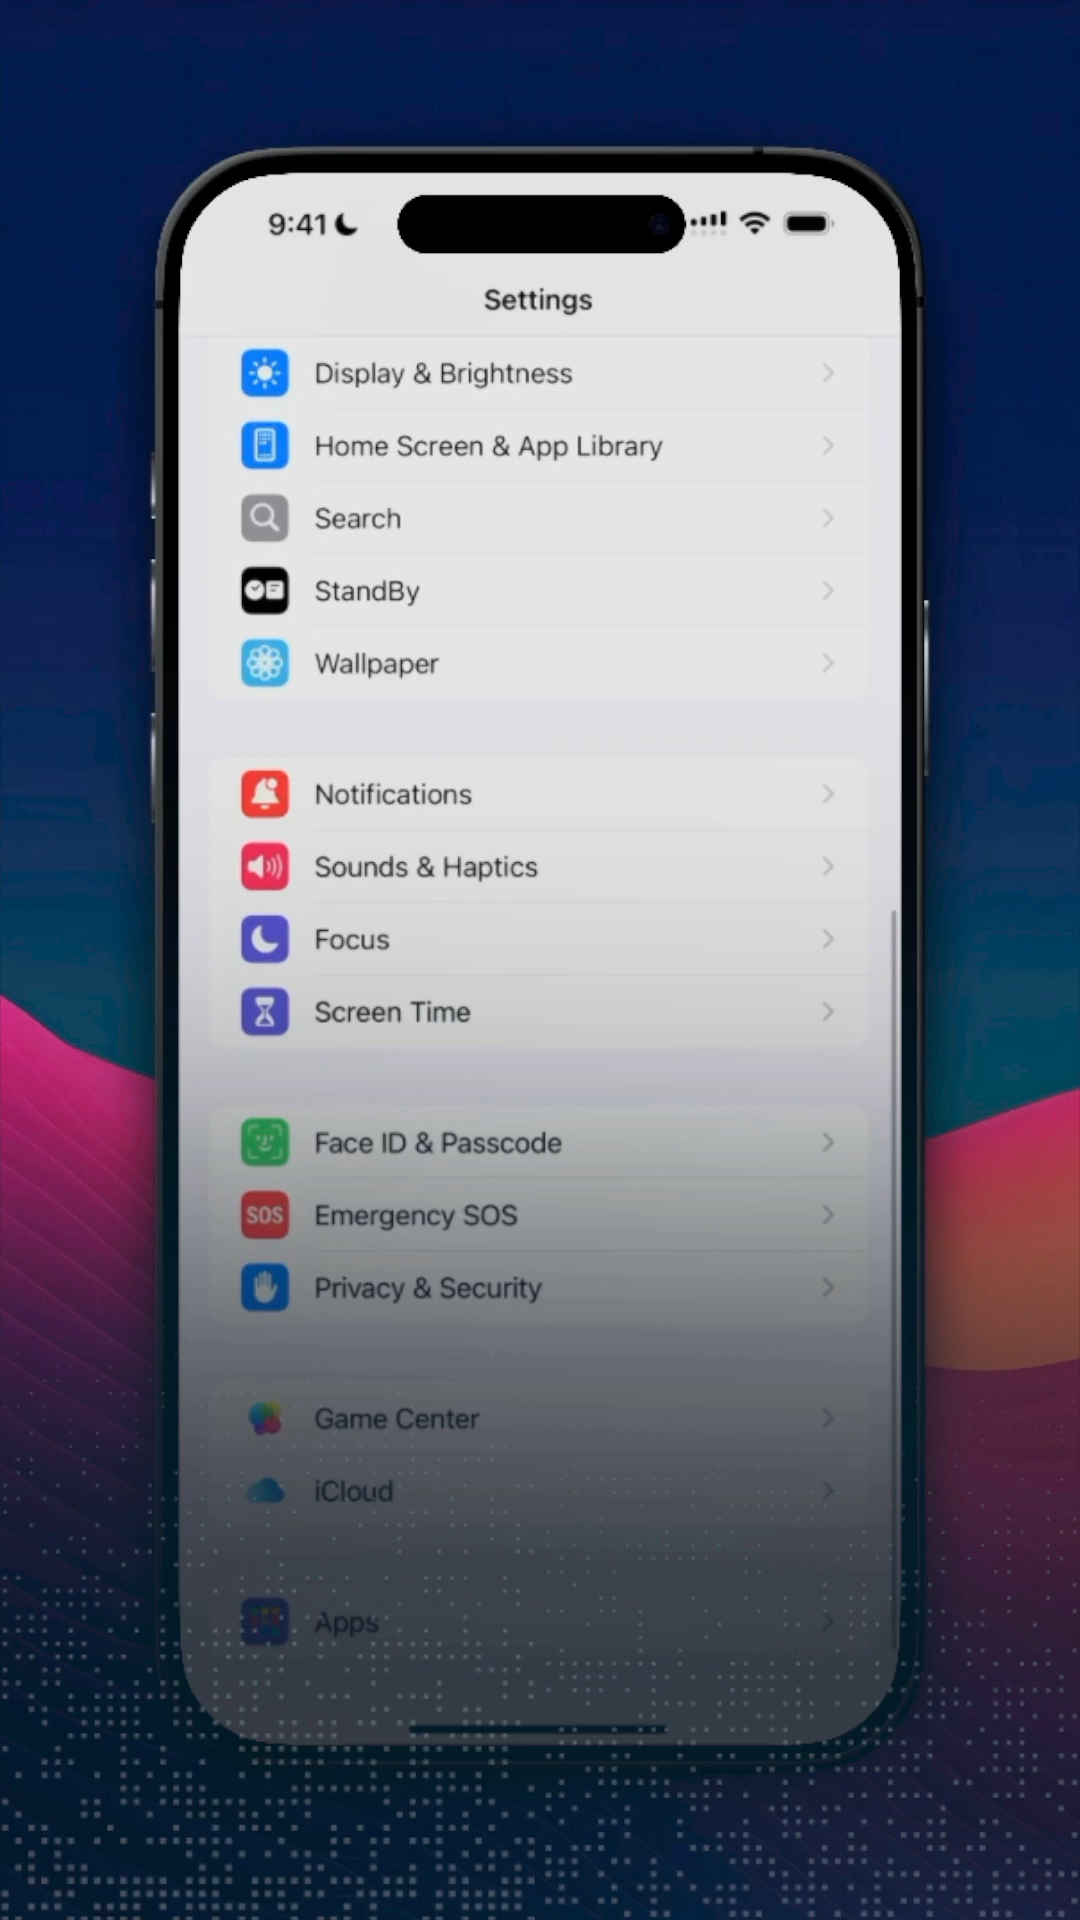 9:41
Settings
Display & Brightness
Home Screen & App Library
Search
StandBy
Wallpaper
Notifications
Sounds & Haptics
Focus
Screen Time
Face ID & Passcode
SOS
Emergency SOS
Privacy & Security
Game Center
iCloud
Apps